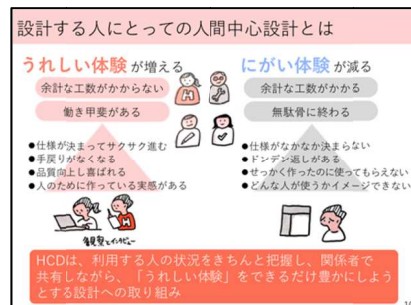 設計する人にとっての人間中心設計とは
うれしい体験 が増える
余計な工数がかからない
働き甲斐がある
●仕様が決まってサクサク進む
●手戻りがなくなる
●品質向上し喜ばれる
●人のために作っている実感がある
観察とインタビュー
にがい体験 が減る
余計な工数がかかる
無駄骨に終わる
●仕様がなかなか決まらない
●ドンデン返しがある
●せっかく作ったのに使ってもらえない
●どんな人が使うかイメージできない
HCDは、利用する人の状況をきちんと把握し、関係者で
共有しながら、「うれしい体験」をできるだけ豊かにしよう
とする設計への取り組み